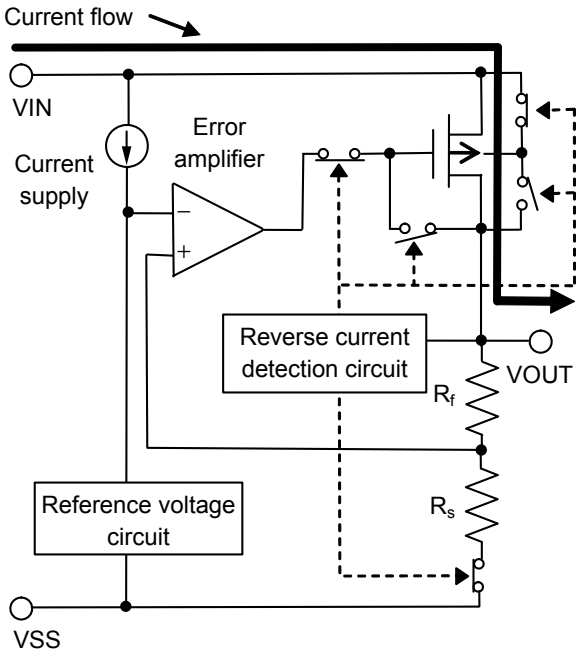 Current flow
VIN
Error
amplifier
Current
supply
−
+
Reverse current
detection circuit
VOUT
Rf
Reference voltage
circuit
Rs
VSS